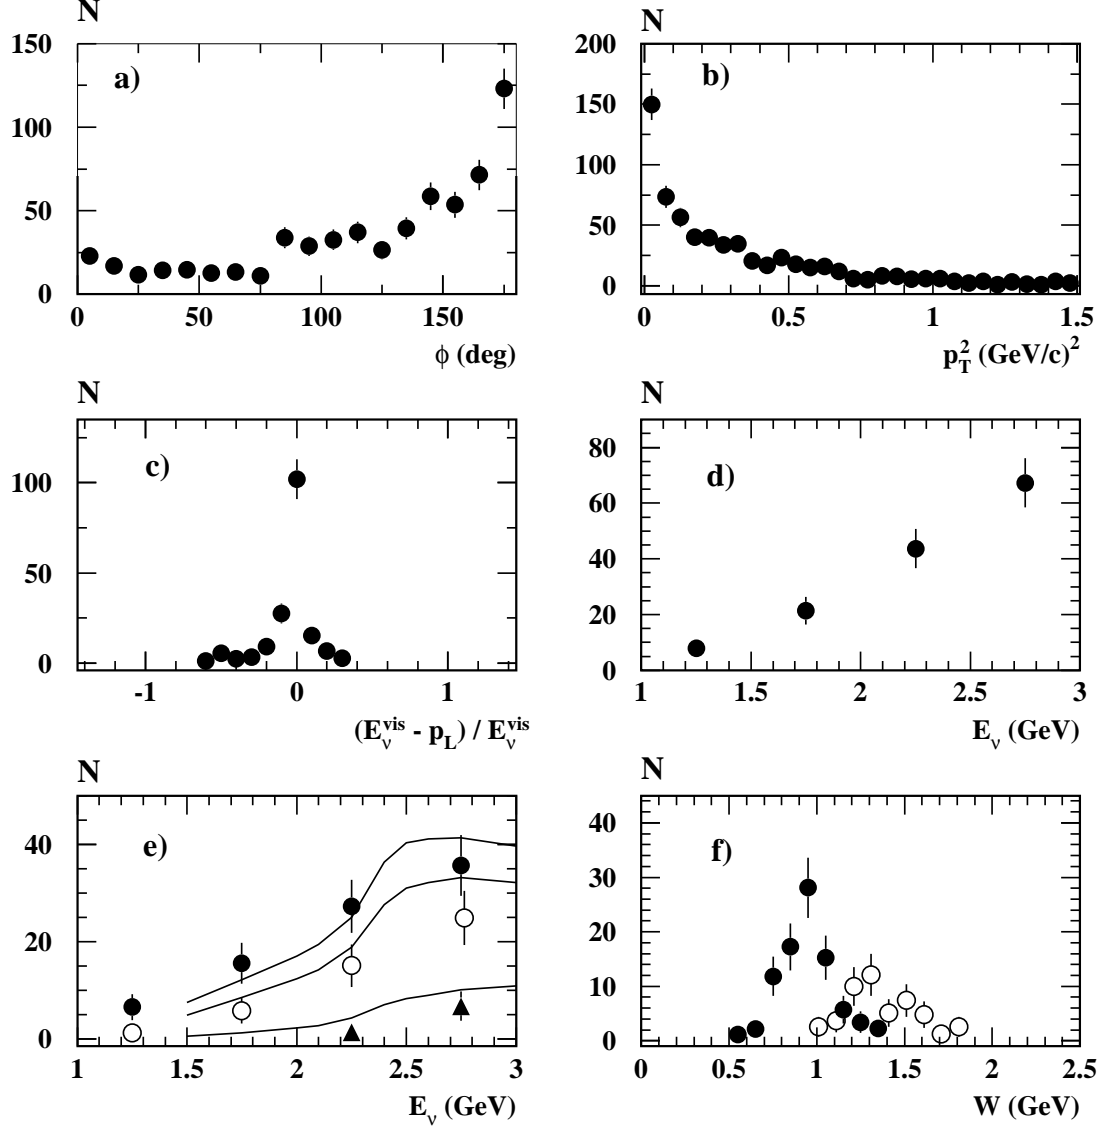 N
N
150
a)
200
b)
150
100
100
50
50
0
0
0
50
100
150
0
0.5
1
1.5
ϕ (deg)
p_T^2 (GeV/c)^2
N
N
c)
80
d)
100
60
50
40
20
0
0
-1
0
1
1
1.5
2
2.5
3
(E_ν^vis - p_L) / E_ν^vis
E_ν (GeV)
N
N
e)
f)
40
40
30
20
20
10
0
0
1
1.5
2
2.5
3
0
0.5
1
1.5
2
2.5
E_ν (GeV)
W (GeV)